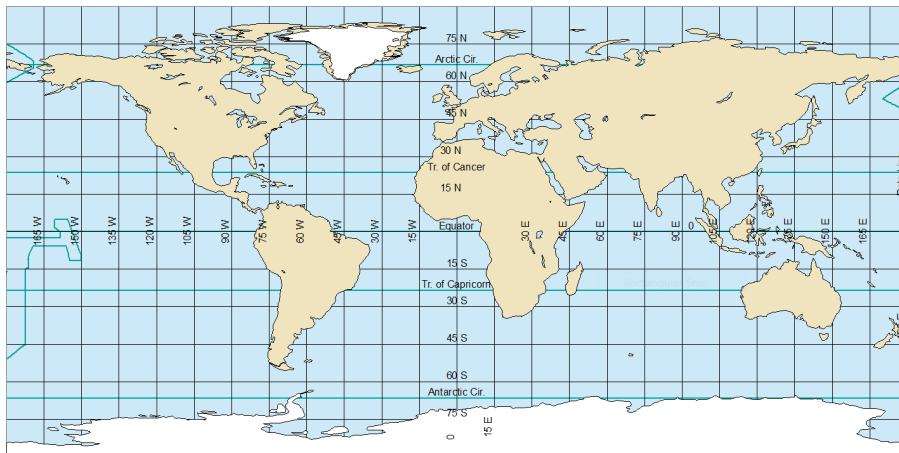 75 N
Arctic Cir.
60 N
45 N
30 N
Tr. of Cancer
15 N
165 W
150 W
135 W
120 W
105 W
90 W
75 W
60 W
45 W
30 W
15 W
Equator
30 E
45 E
60 E
75 E
90 E
0
105 E
120 E
135 E
150 E
165 E
15 S
Tr. of Capricorn
30 S
45 S
60 S
Antarctic Cir.
75 S
0
15 E